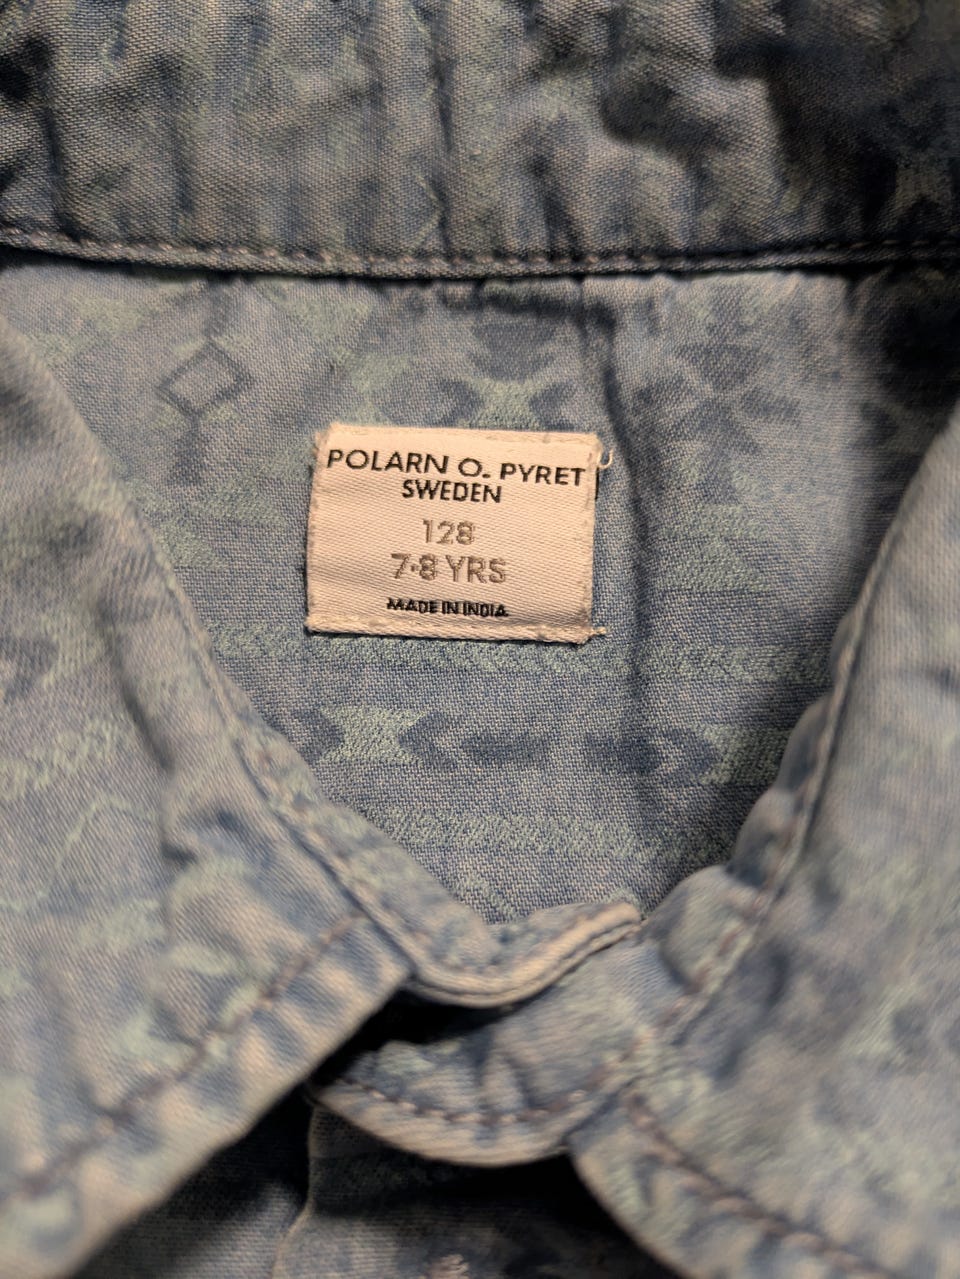 POLARN O. PYRET
SWEDEN
128
7-8 YRS
MADE IN INDIA